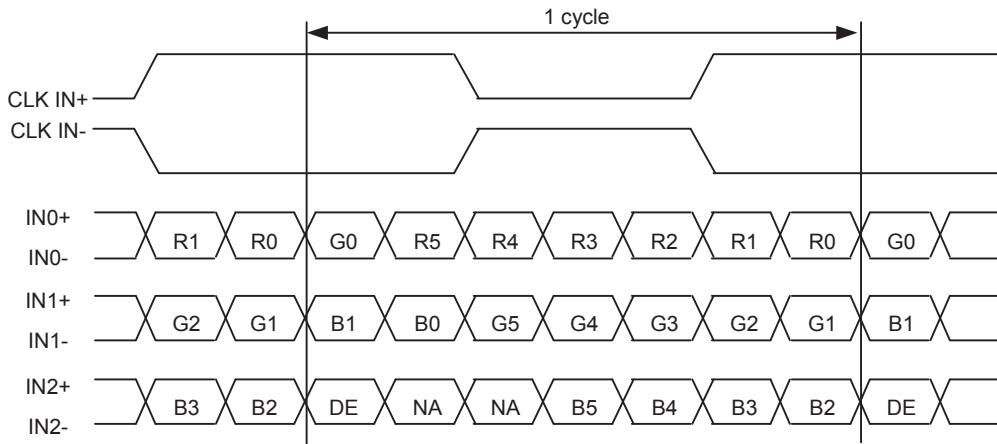 1 cycle
CLK IN+
CLK IN-
IN0+
R1 R0 G0 R5 R4 R3 R2 R1 R0 G0
IN0-
IN1+
G2 G1 B1 B0 G5 G4 G3 G2 G1 B1
IN1-
IN2+
B3 B2 DE NA NA B5 B4 B3 B2 DE
IN2-